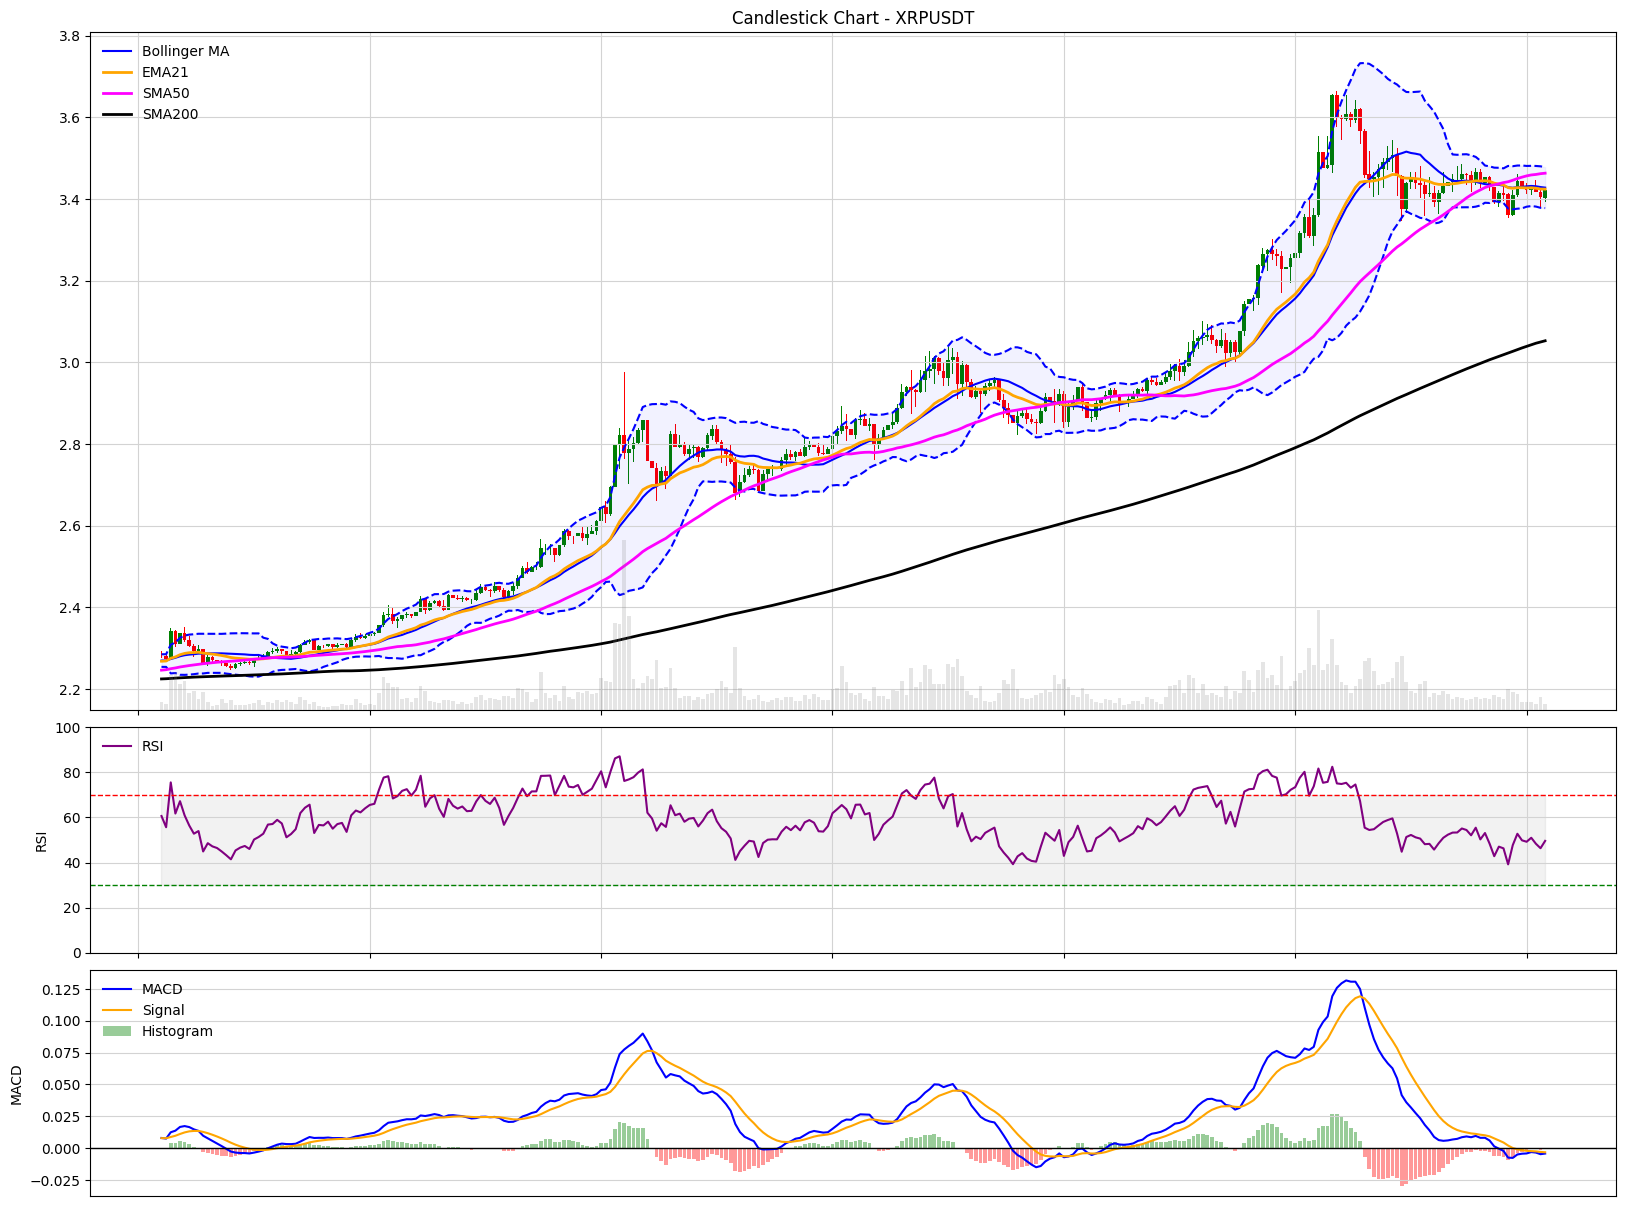 Candlestick Chart - XRPUSDT
Bollinger MA
EMA21
SMA50
SMA200
3.8
3.6
3.4
3.2
3.0
2.8
2.6
2.4
2.2
RSI
RSI
100
80
60
40
20
0
MACD
Signal
Histogram
MACD
0.125
0.100
0.075
0.050
0.025
0.000
−0.025